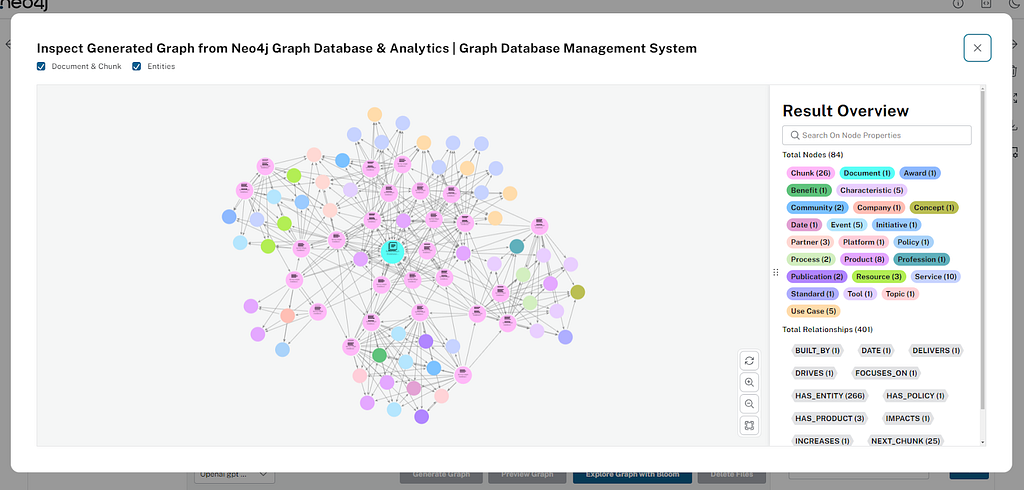 neo4j
Inspect Generated Graph from Neo4j Graph Database & Analytics | Graph Database Management System
Document & Chunk Entities
Result Overview
Search On Node Properties
Total Nodes (84)
Chunk (26) Document (1) Award (1)
Benefit (1) Characteristic (5)
Community (2) Company (1) Concept (1)
Date (1) Event (5) Initiative (1)
Partner (3) Platform (1) Policy (1)
Process (2) Product (8) Profession (1)
Publication (2) Resource (3) Service (10)
Standard (1) Tool (1) Topic (1)
Use Case (5)
Total Relationships (401)
BUILT_BY (1) DATE (1) DELIVERS (1)
DRIVES (1) FOCUSES_ON (1)
HAS_ENTITY (266) HAS_POLICY (1)
HAS_PRODUCT (3) IMPACTS (1)
INCREASES (1) NEXT_CHUNK (25)
Openai gpt ... Generate Graph Preview Graph Explore Graph with Bloom Delete Files